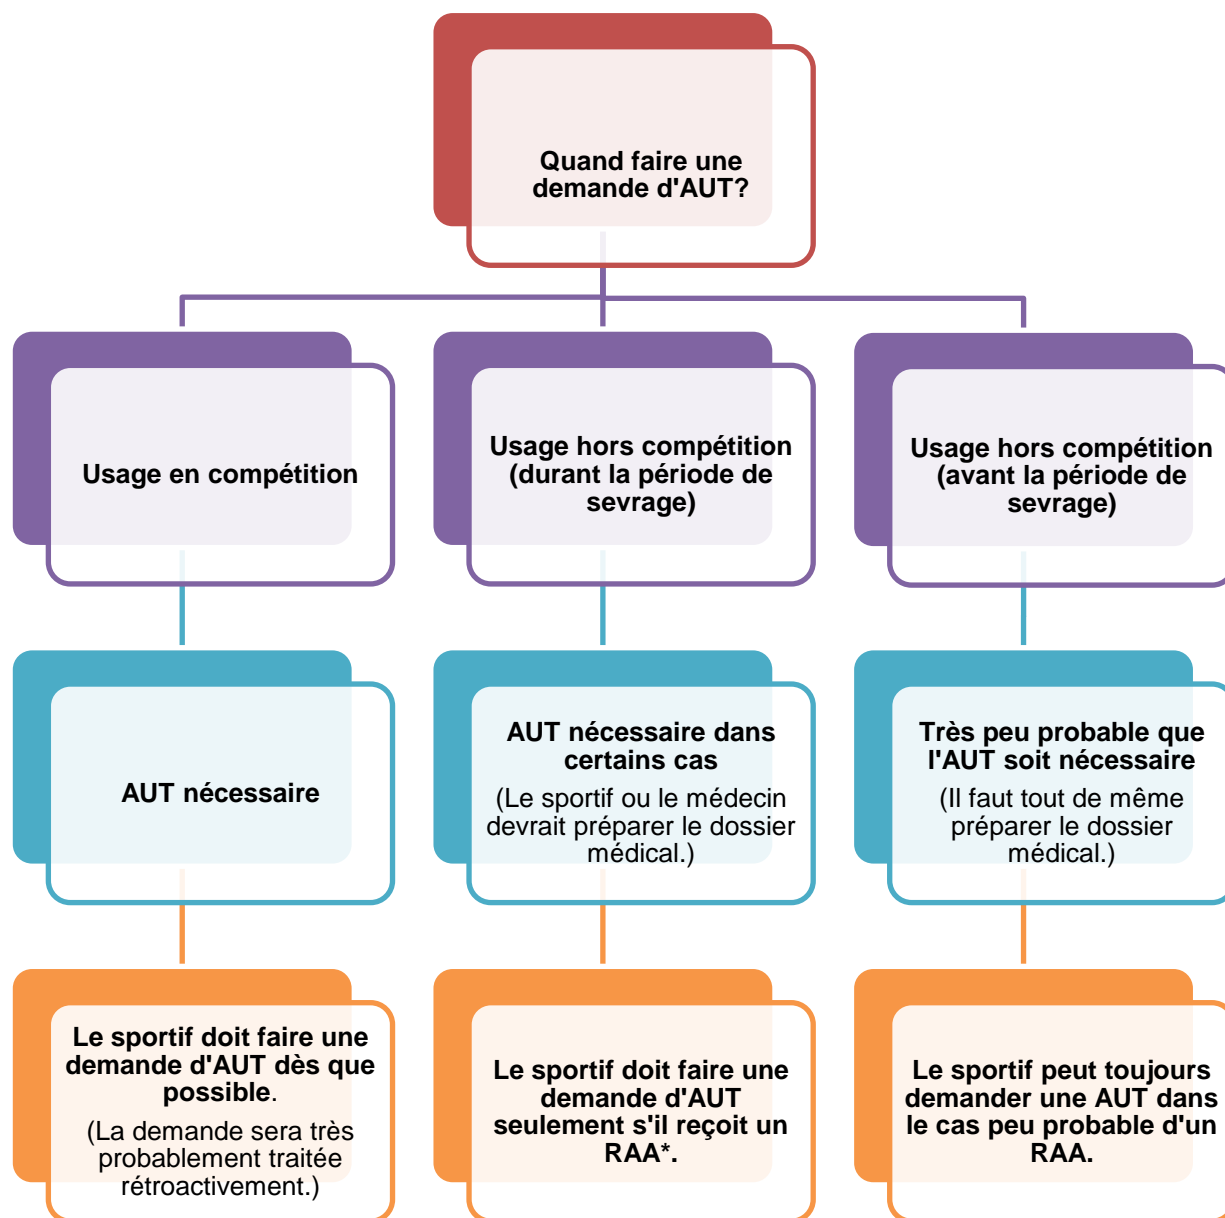 Quand faire une
demande d'AUT?
Usage en compétition
Usage hors compétition
(durant la période de
sevrage)
Usage hors compétition
(avant la période de
sevrage)
AUT nécessaire
AUT nécessaire dans
certains cas
(Le sportif ou le médecin
devrait préparer le dossier
médical.)
Très peu probable que
l'AUT soit nécessaire
(Il faut tout de même
préparer le dossier
médical.)
Le sportif doit faire une
demande d'AUT dès que
possible.
(La demande sera très
probablement traitée
rétroactivement.)
Le sportif doit faire une
demande d'AUT
seulement s'il reçoit un
RAA*.
Le sportif peut toujours
demander une AUT dans
le cas peu probable d'un
RAA.